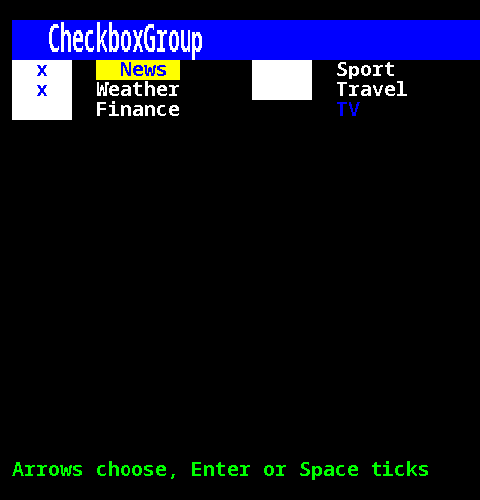 CheckboxGroup
x News Sport
x Weather Travel
Finance TV
Arrows choose, Enter or Space ticks